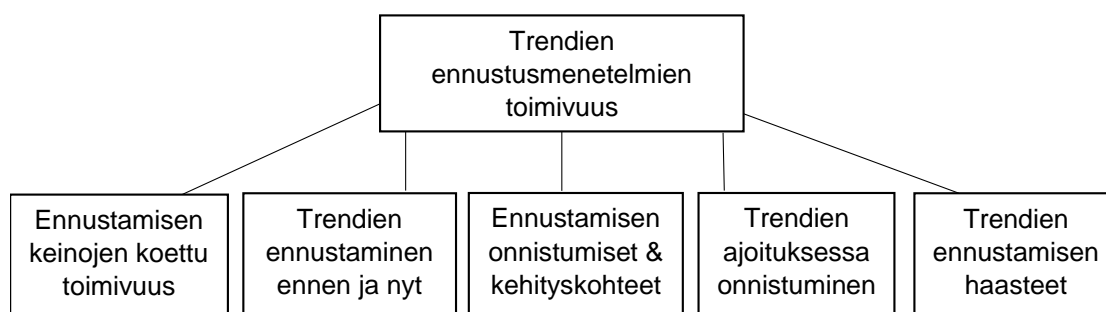 Trendien
ennustusmenetelmien
toimivuus
Ennustamisen
keinojen koettu
toimivuus
Trendien
ennustaminen
ennen ja nyt
Ennustamisen
onnistumiset &
kehityskohteet
Trendien
ajoituksessa
onnistuminen
Trendien
ennustamisen
haasteet